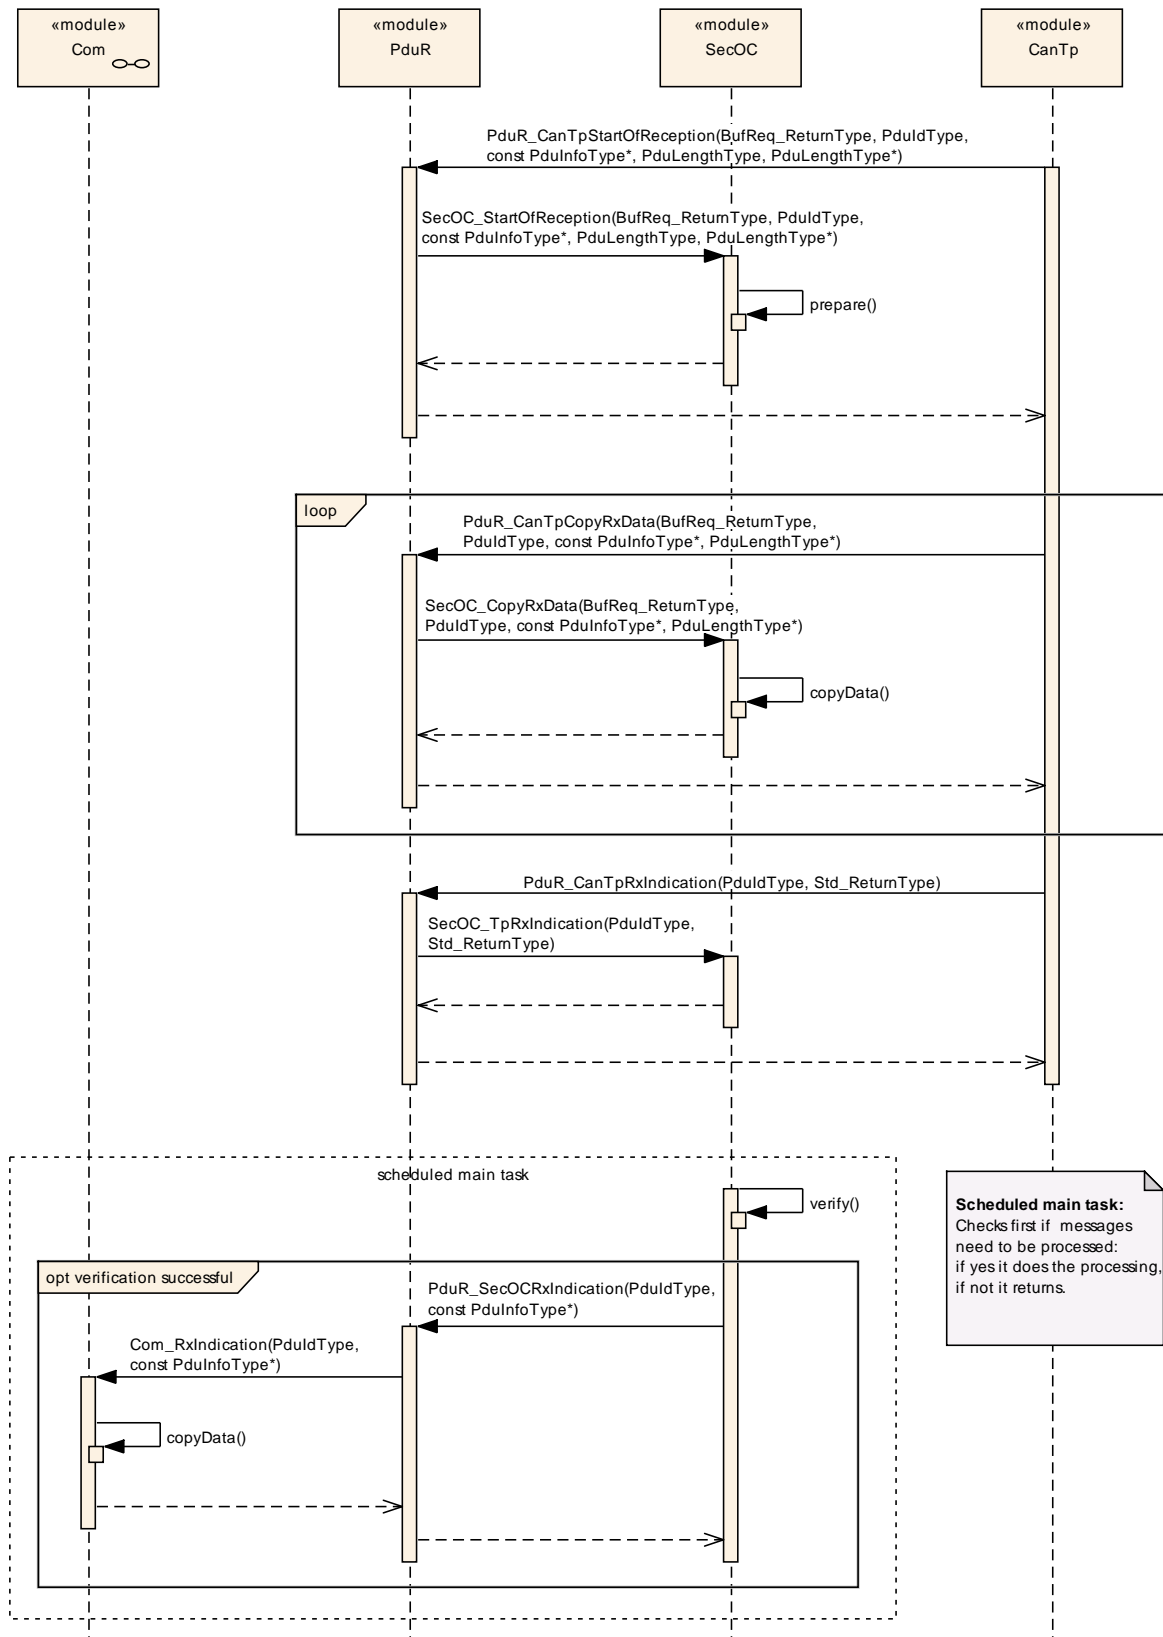 «module»
Com
«module»
PduR
«module»
SecOC
«module»
CanTp
PduR_CanTpStartOfReception(BufReq_ReturnType, PduIdType,
const PduInfoType*, PduLengthType, PduLengthType*)
SecOC_StartOfReception(BufReq_ReturnType, PduIdType,
const PduInfoType*, PduLengthType, PduLengthType*)
prepare()
loop
PduR_CanTpCopyRxData(BufReq_ReturnType,
PduIdType, const PduInfoType*, PduLengthType*)
SecOC_CopyRxData(BufReq_ReturnType,
PduIdType, const PduInfoType*, PduLengthType*)
copyData()
PduR_CanTpRxIndication(PduIdType, Std_ReturnType)
SecOC_TpRxIndication(PduIdType,
Std_ReturnType)
scheduled main task
verify()
Scheduled main task:
Checks first if messages
need to be processed:
if yes it does the processing,
if not it returns.
opt verification successful
PduR_SecOCRxIndication(PduIdType,
const PduInfoType*)
Com_RxIndication(PduIdType,
const PduInfoType*)
copyData()